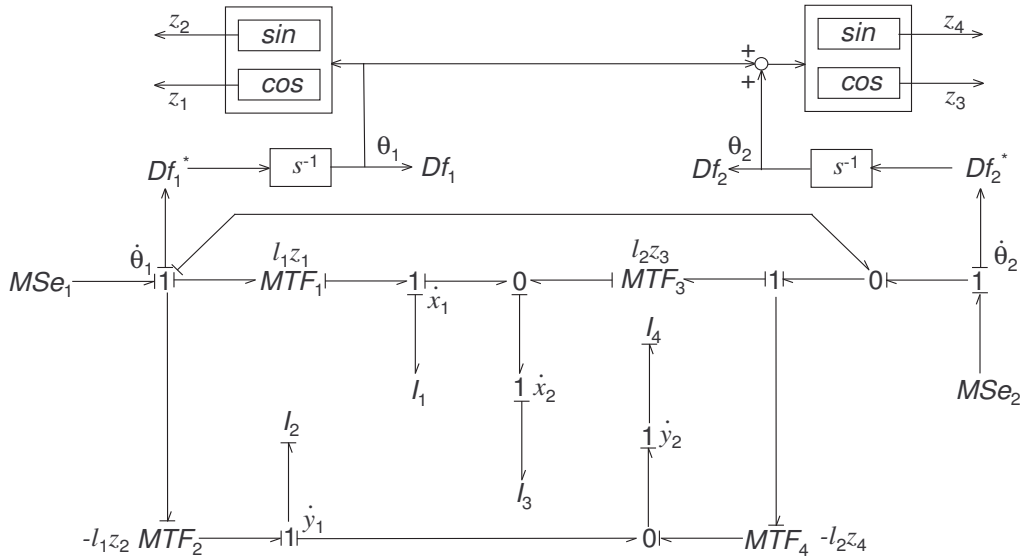 z₂ sin sin z₄
+
cos + cos
z₁ z₃
θ₁ θ₂
Df₁* s⁻¹ Df₁ Df₂ s⁻¹ Df₂*
θ̇₁ l₁z₁ l₂z₃ θ̇₂
MSe₁ 1 MTF₁ 1 0 MTF₃ 1 0 1
ẋ₁
I₄
I₁ 1 ẋ₂ MSe₂
I₂ 1 ẏ₂
I₃
ẏ₁
-l₁z₂ MTF₂ 1 0 MTF₄ -l₂z₄